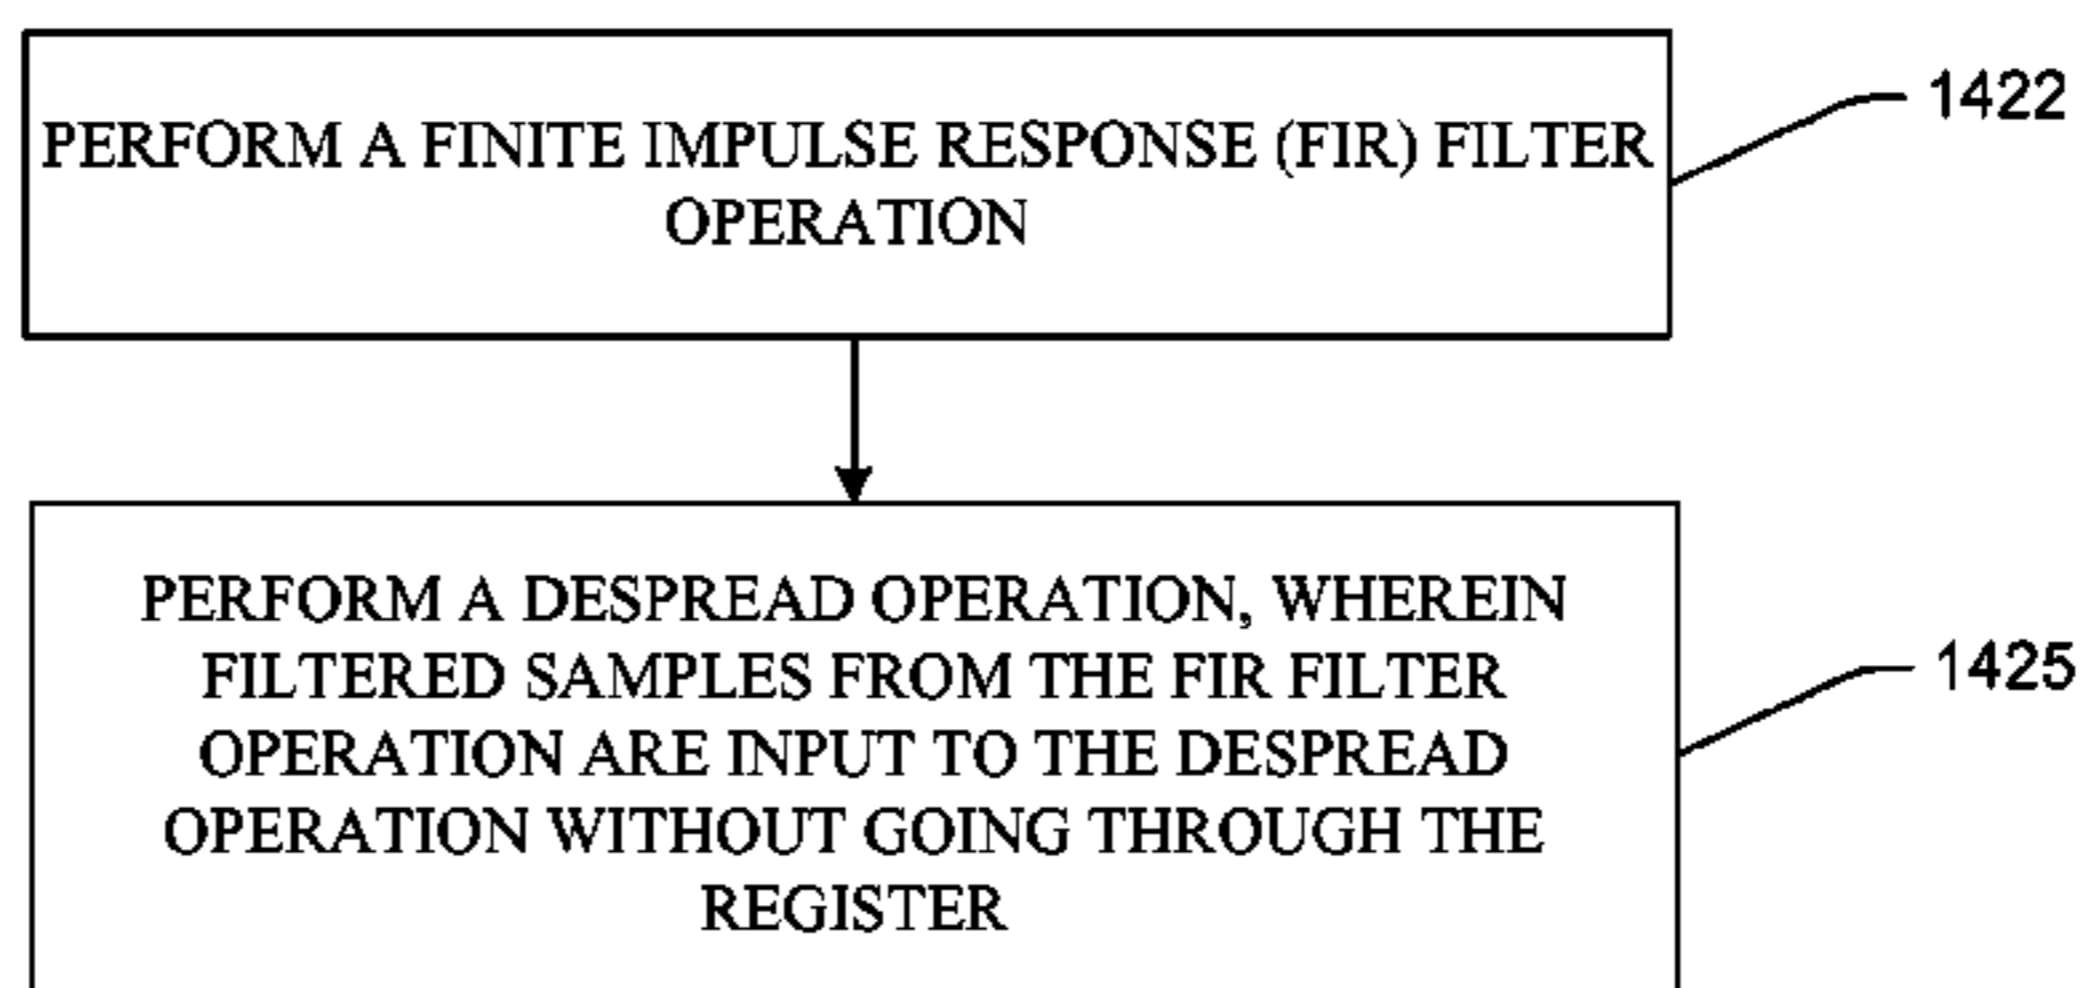 PERFORM A FINITE IMPULSE RESPONSE (FIR) FILTER
OPERATION
1422
PERFORM A DESPREAD OPERATION, WHEREIN
FILTERED SAMPLES FROM THE FIR FILTER
OPERATION ARE INPUT TO THE DESPREAD
OPERATION WITHOUT GOING THROUGH THE
REGISTER
1425